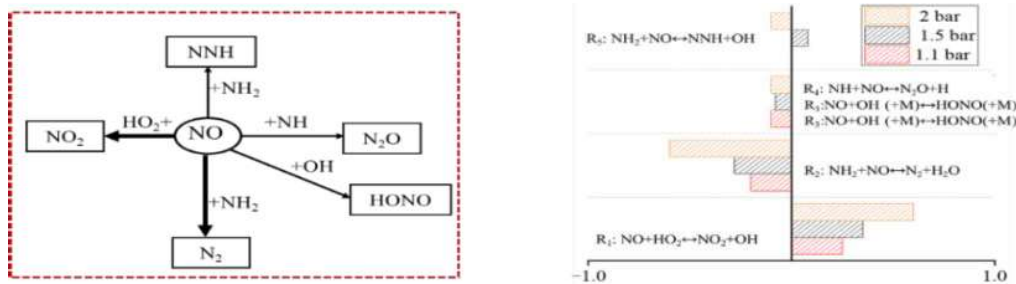 NNH
+NH₂
NO₂
HO₂+
NO
+NH
N₂O
+OH
HONO
+NH₂
N₂
2 bar
1.5 bar
1.1 bar
R₅: NH₂+NO↔NNH+OH
R₄: NH+NO↔N₂O+H
R₃:NO+OH (+M)↔HONO(+M)
R₃:NO+OH (+M)↔HONO(+M)
R₂: NH₂+NO↔N₂+H₂O
R₁: NO+HO₂↔NO₂+OH
−1.0
1.0